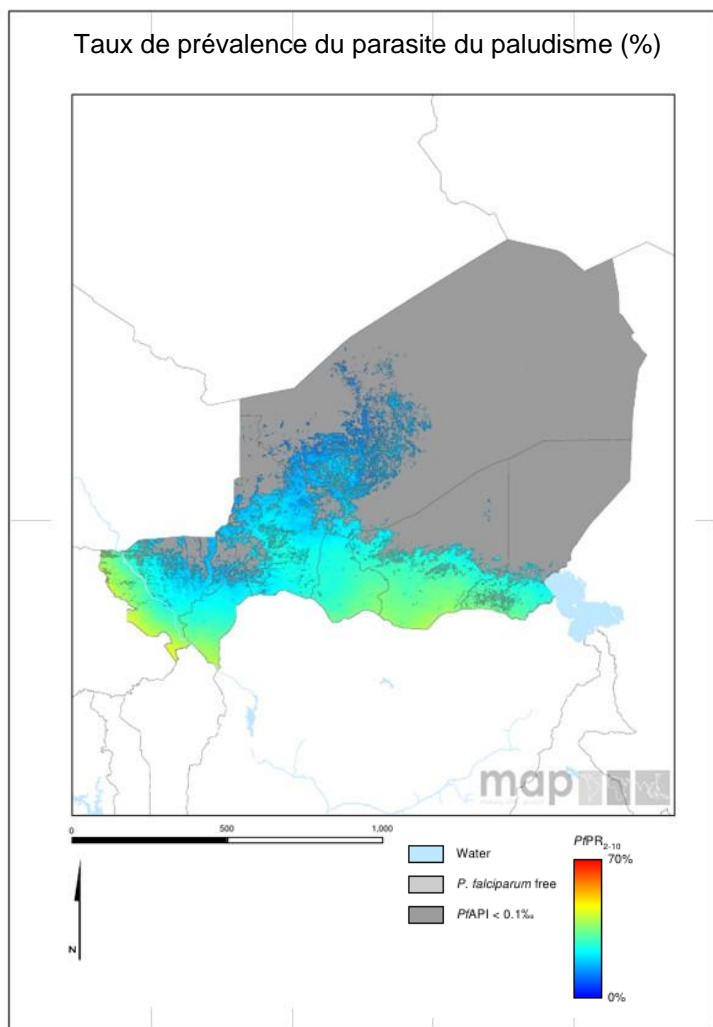 Taux de prévalence du parasite du paludisme (%)
map
0 500 1,000
Water
P. falciparum free
PfAPI < 0.1‰
PfPR2-10
70%
0%
N